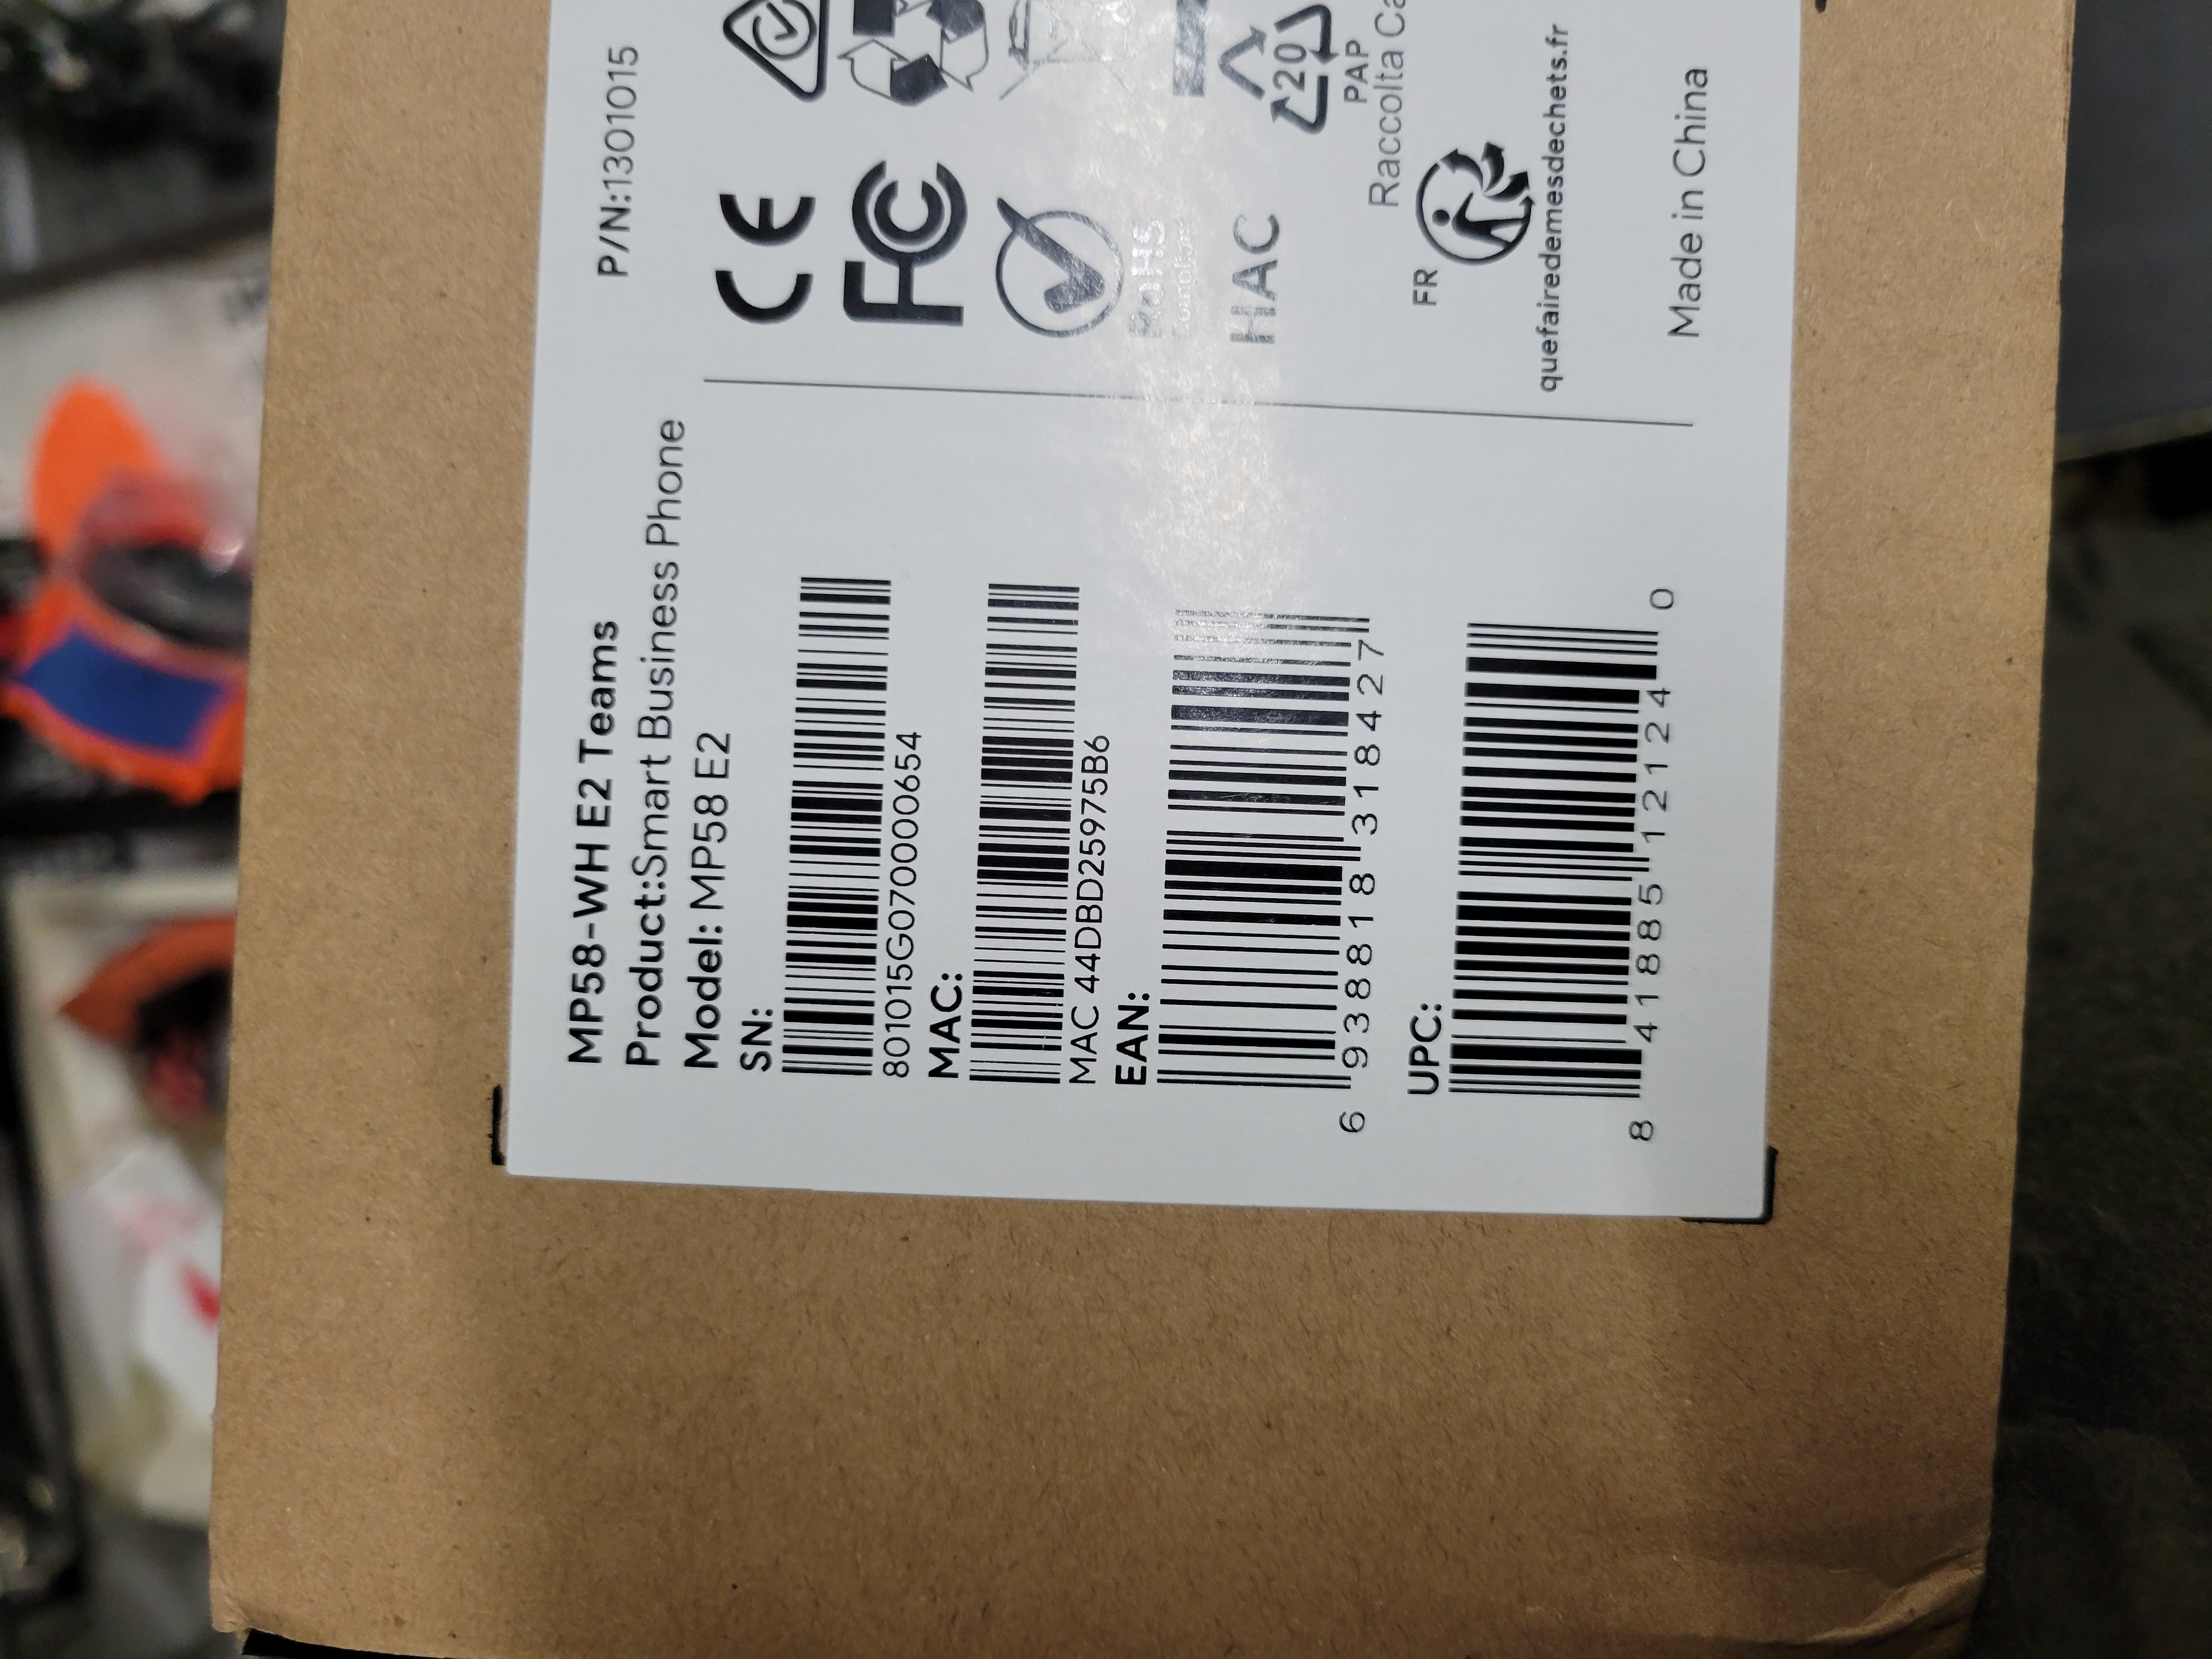 MP58-WH E2 Teams
P/N:1301015
Product:Smart Business Phone
Model: MP58 E2
SN:
801015G070000654
MAC:
MAC 44DBD25975B6
EAN:
6 938818 318427
UPC:
8 41885 12124 0
CE
FC
RoHS
Compliant
HAC
20
PAP
Raccolta
FR
quefairedemesdechets.fr
Made in China